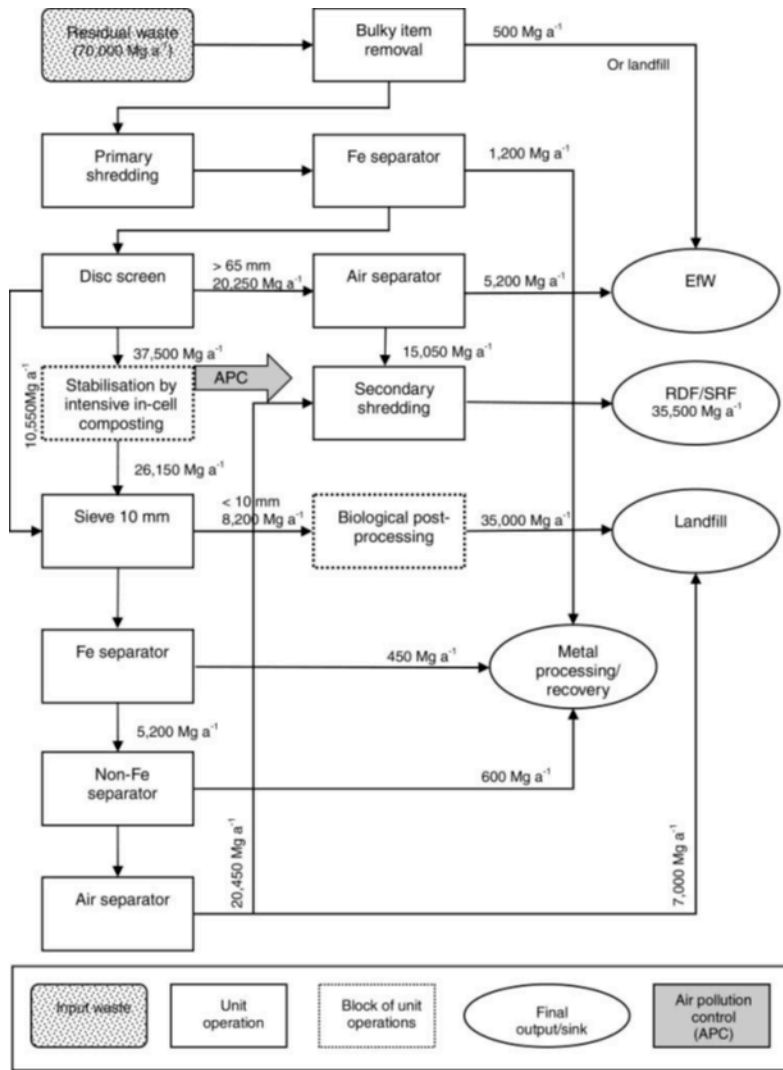 Residual waste
(70,000 Mg a⁻¹)
Bulky item
removal
500 Mg a⁻¹
Or landfill
Primary
shredding
Fe separator
1,200 Mg a⁻¹
Disc screen
> 65 mm
20,250 Mg a⁻¹
Air separator
5,200 Mg a⁻¹
EfW
37,500 Mg a⁻¹
15,050 Mg a⁻¹
10,550Mg a⁻¹
Stabilisation by
intensive in-cell
composting
APC
Secondary
shredding
RDF/SRF
35,500 Mg a⁻¹
26,150 Mg a⁻¹
Sieve 10 mm
< 10 mm
8,200 Mg a⁻¹
Biological post-
processing
35,000 Mg a⁻¹
Landfill
Fe separator
450 Mg a⁻¹
Metal
processing/
recovery
5,200 Mg a⁻¹
Non-Fe
separator
600 Mg a⁻¹
20,450 Mg a⁻¹
7,000 Mg a⁻¹
Air separator
Input waste
Unit
operation
Block of unit
operations
Final
output/sink
Air pollution
control
(APC)